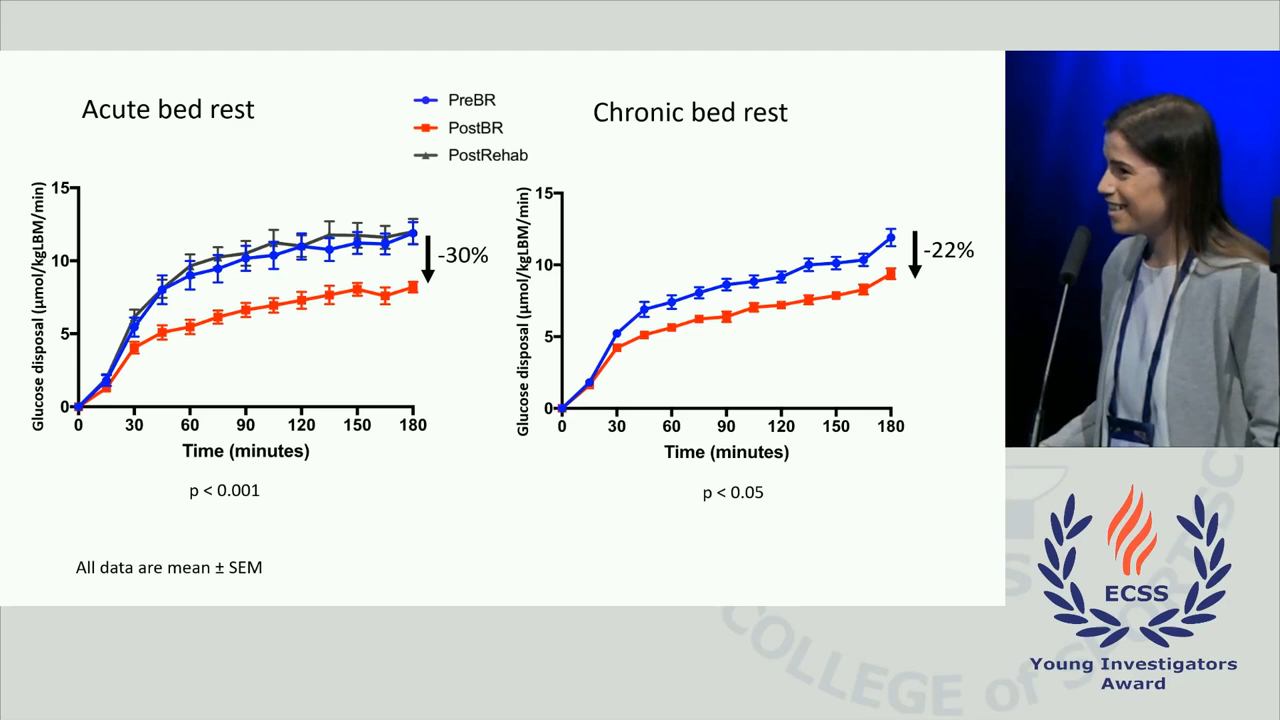 Acute bed rest
Chronic bed rest
PreBR
PostBR
PostRehab
Glucose disposal (µmol/kgLBM/min)
15
10
5
0
0 30 60 90 120 150 180
Time (minutes)
-30%
p < 0.001
Glucose disposal (µmol/kgLBM/min)
15
10
5
0
0 30 60 90 120 150 180
Time (minutes)
-22%
p < 0.05
All data are mean ± SEM
ECSS
Young Investigators
Award
COLLEGE of